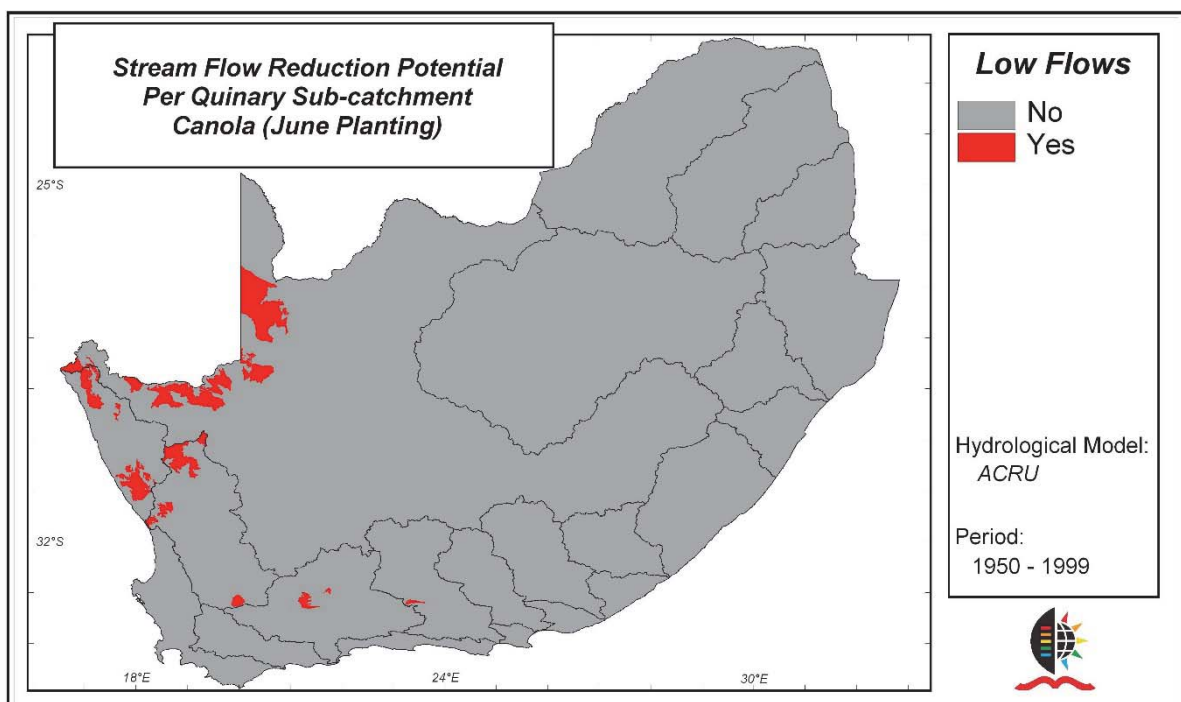 Stream Flow Reduction Potential
Per Quinary Sub-catchment
Canola (June Planting)
Low Flows
No
Yes
25°S
32°S
18°E
24°E
30°E
Hydrological Model:
ACRU
Period:
1950 - 1999